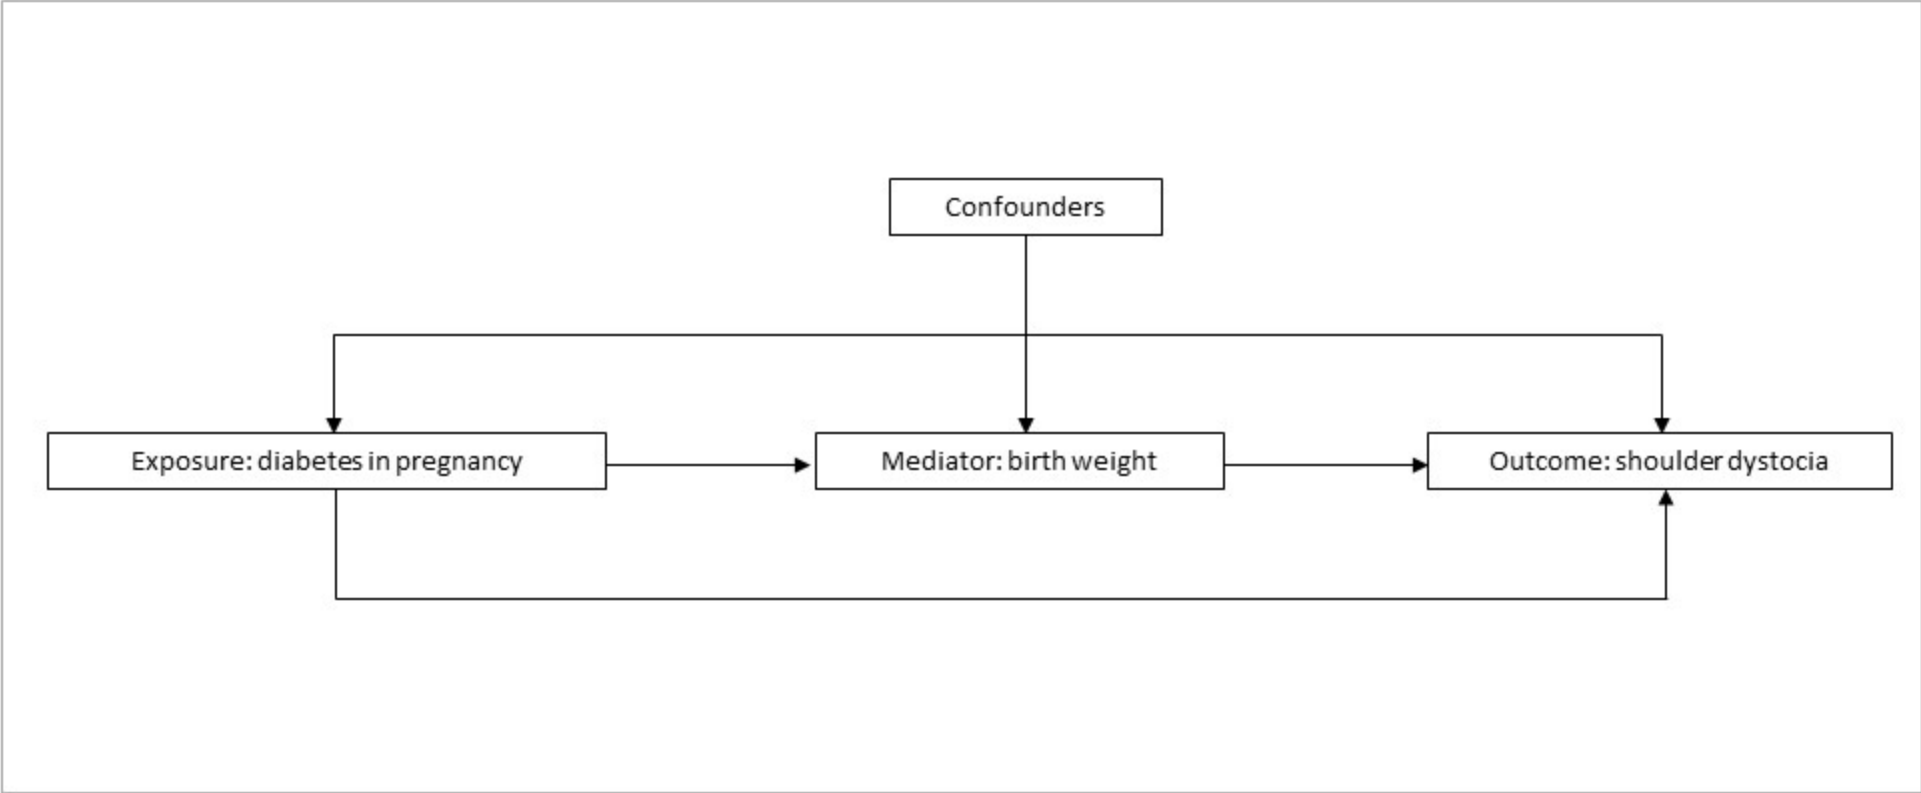 Confounders
Exposure: diabetes in pregnancy
Mediator: birth weight
Outcome: shoulder dystocia